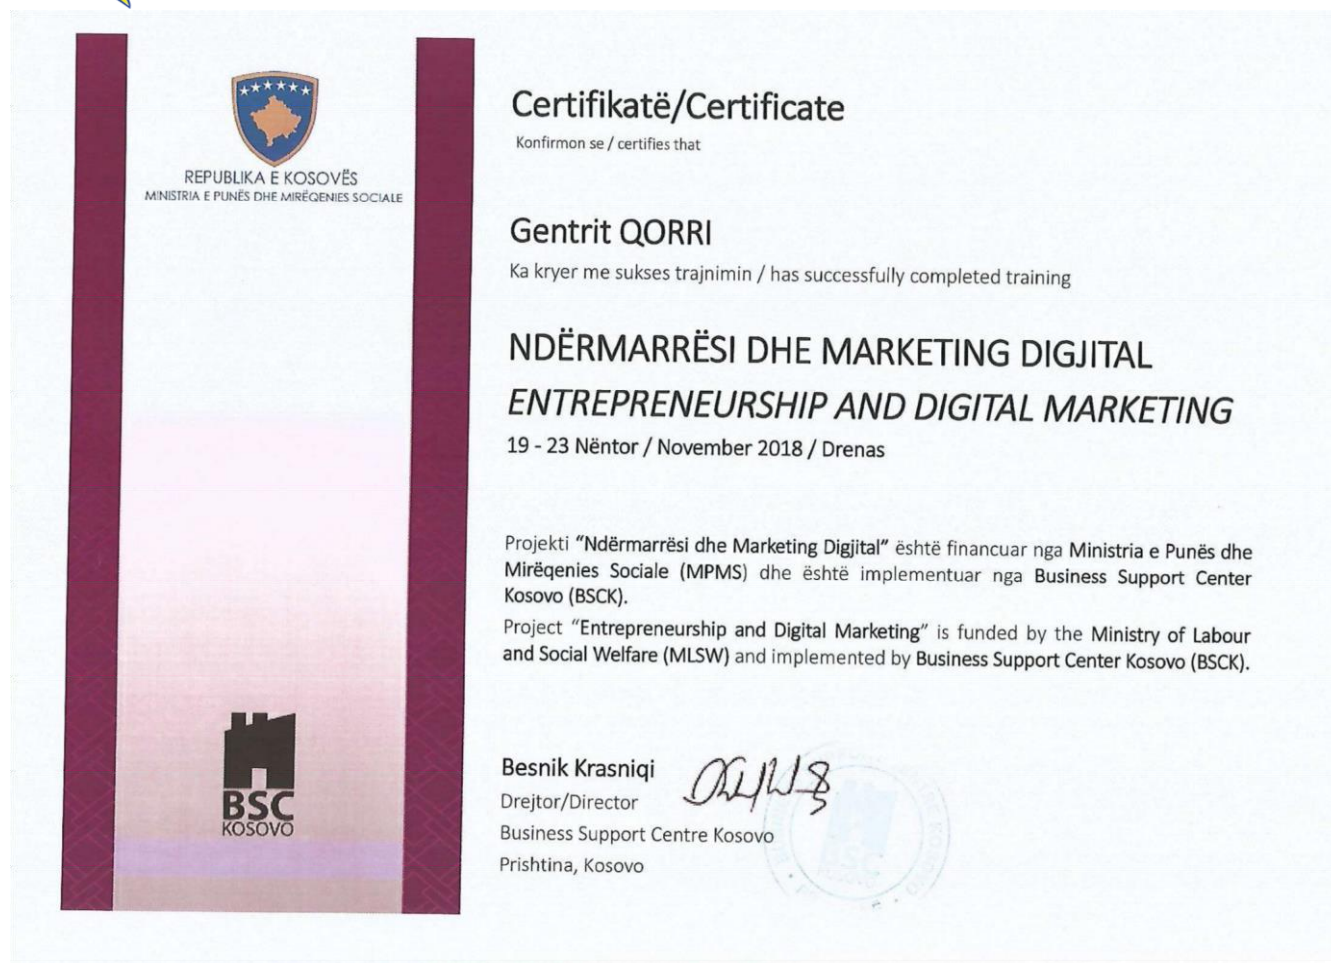 REPUBLIKA E KOSOVËS
MINISTRIA E PUNËS DHE MIRËQENIES SOCIALE
Certifikatë/Certificate
Konfirmon se / certifies that
Gentrit QORRI
Ka kryer me sukses trajnimin / has successfully completed training
NDËRMARRËSI DHE MARKETING DIGJITAL
ENTREPRENEURSHIP AND DIGITAL MARKETING
19 - 23 Nëntor / November 2018 / Drenas
Projekti “Ndërmarrësi dhe Marketing Digjital” është financuar nga Ministria e Punës dhe
Mirëqenies Sociale (MPMS) dhe është implementuar nga Business Support Center
Kosovo (BSCK).
Project “Entrepreneurship and Digital Marketing” is funded by the Ministry of Labour
and Social Welfare (MLSW) and implemented by Business Support Center Kosovo (BSCK).
BSC
KOSOVO
Besnik Krasniqi
Drejtor/Director
Business Support Centre Kosovo
Prishtina, Kosovo